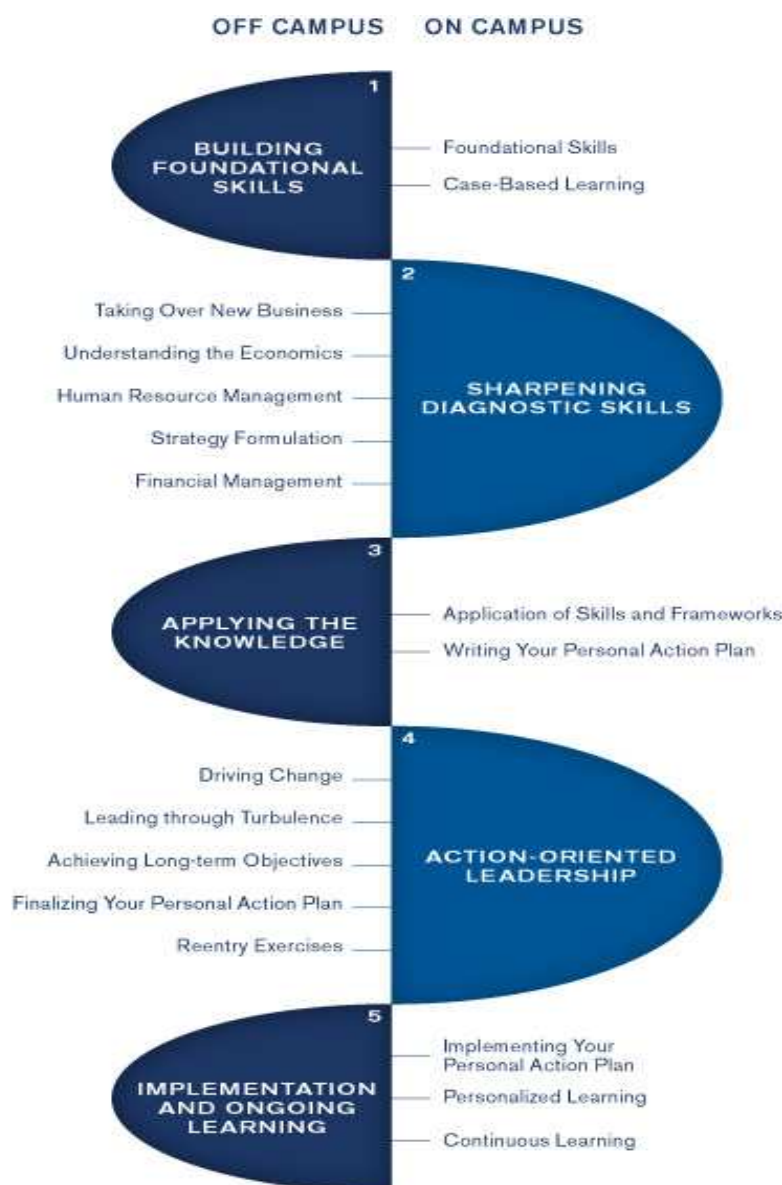 OFF CAMPUS ON CAMPUS
1
BUILDING
FOUNDATIONAL
SKILLS
Foundational Skills
Case-Based Learning
2
SHARPENING
DIAGNOSTIC SKILLS
Taking Over New Business
Understanding the Economics
Human Resource Management
Strategy Formulation
Financial Management
3
APPLYING THE
KNOWLEDGE
Application of Skills and Frameworks
Writing Your Personal Action Plan
4
ACTION-ORIENTED
LEADERSHIP
Driving Change
Leading through Turbulence
Achieving Long-term Objectives
Finalizing Your Personal Action Plan
Reentry Exercises
5
IMPLEMENTATION
AND ONGOING
LEARNING
Implementing Your
Personal Action Plan
Personalized Learning
Continuous Learning